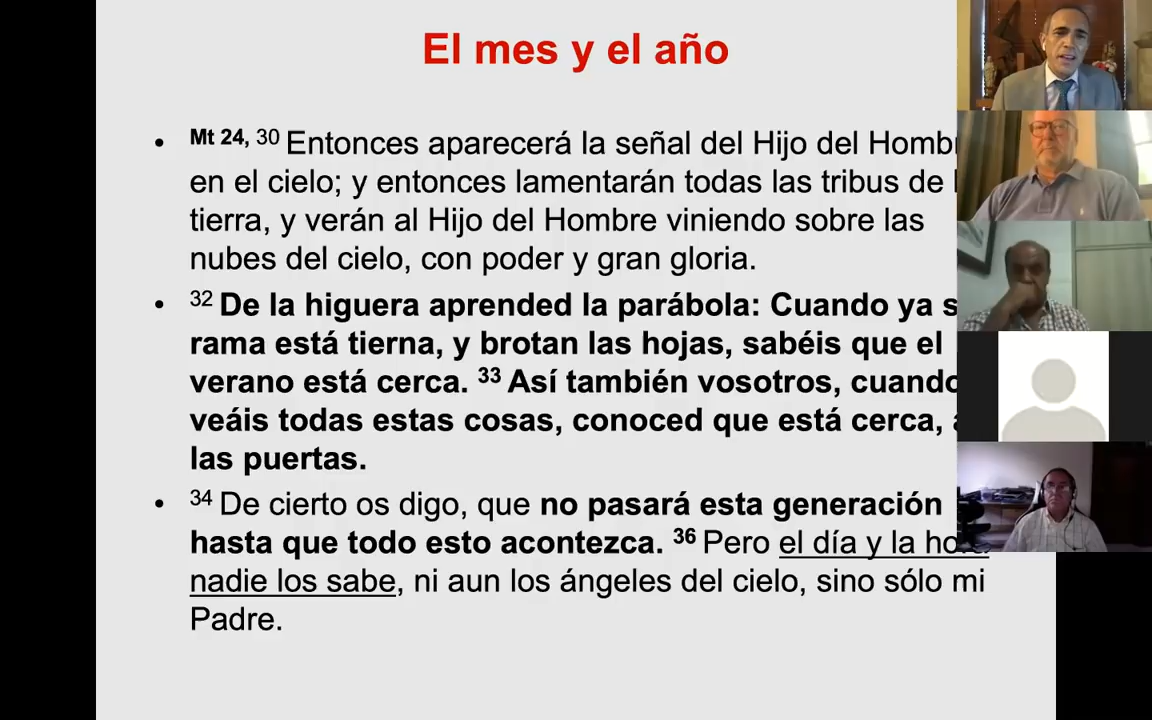 El mes y el año
• Mt 24, 30 Entonces aparecerá la señal del Hijo del
en el cielo; y entonces lamentarán todas las tribus de
tierra, y verán al Hijo del Hombre viniendo sobre las
nubes del cielo, con poder y gran gloria.
• 32 De la higuera aprended la parábola: Cuando ya
rama está tierna, y brotan las hojas, sabéis que el
verano está cerca. 33 Así también vosotros, cuando
veáis todas estas cosas, conoced que está cerca,
las puertas.
• 34 De cierto os digo, que no pasará esta generación
hasta que todo esto acontezca. 36 Pero el día y la hora
nadie los sabe, ni aun los ángeles del cielo, sino sólo mi
Padre.